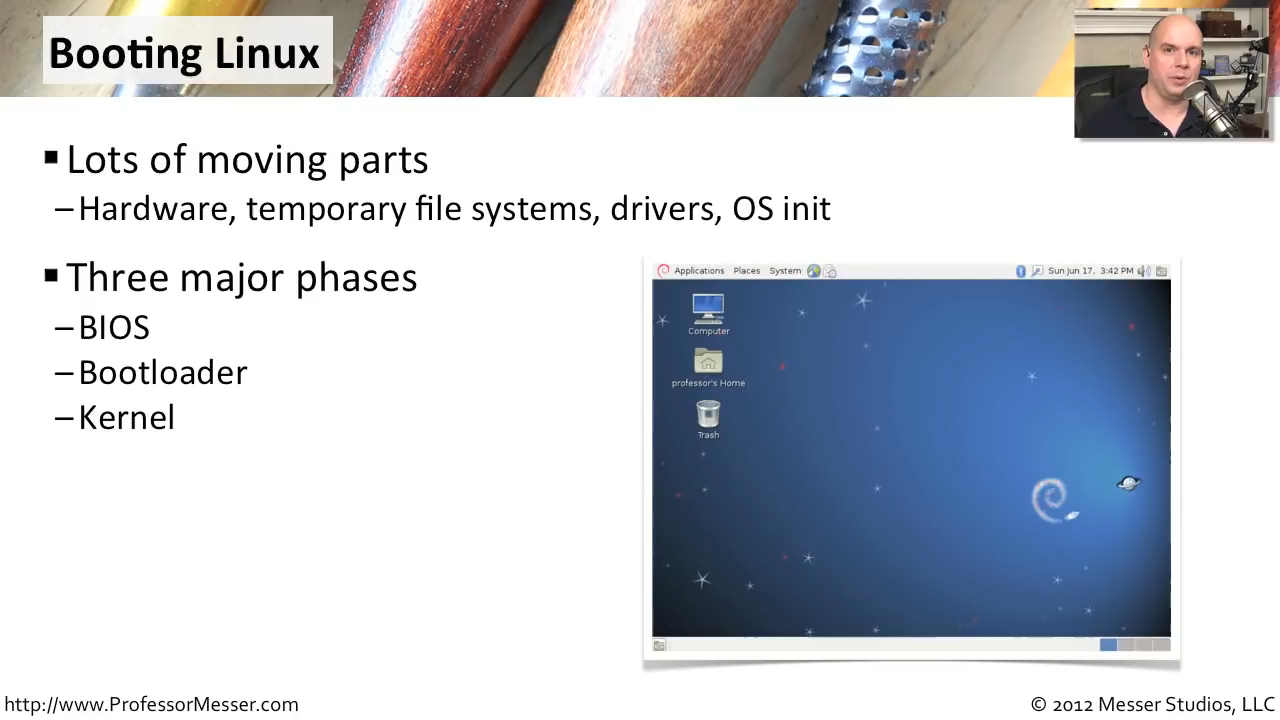 Booting Linux
▪ Lots of moving parts
–Hardware, temporary file systems, drivers, OS init
▪ Three major phases
–BIOS
–Bootloader
–Kernel
Applications Places System Sun Jun 17, 3:42 PM
Computer
professor's Home
Trash
http://www.ProfessorMesser.com
© 2012 Messer Studios, LLC